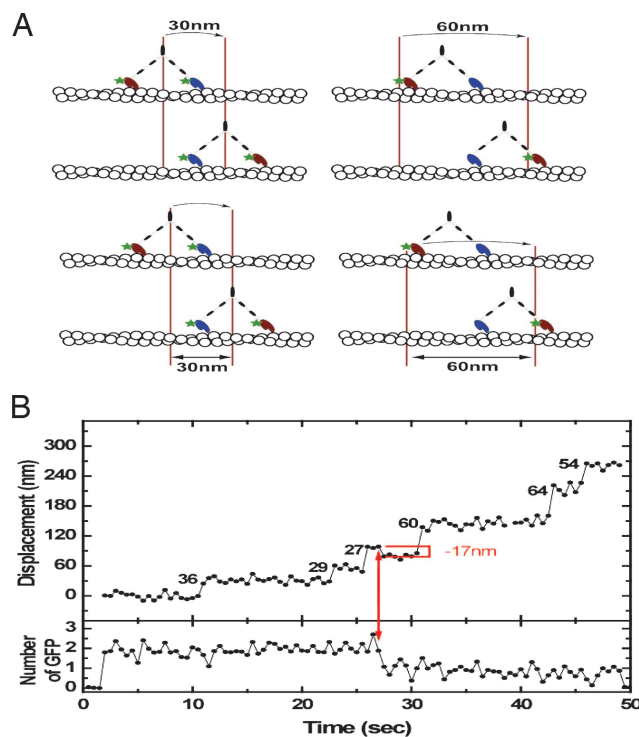 A
30nm
60nm
30nm
60nm
B
Displacement (nm)
300
240
180
120
60
0
36
29
27
60
64
54
-17nm
Number
of GFP
3
2
1
0
0
10
20
30
40
50
Time (sec)